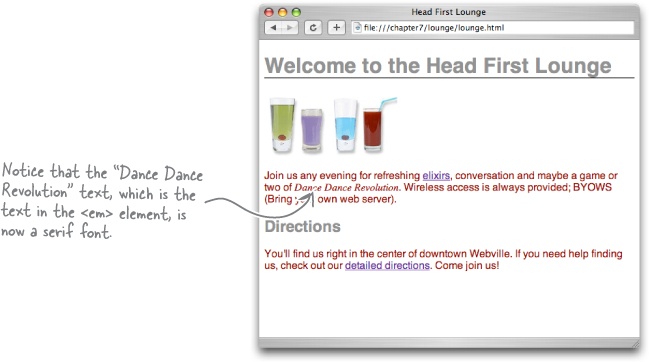 Head First Lounge
file:///chapter7/lounge/lounge.html
Welcome to the Head First Lounge
Join us any evening for refreshing elixirs, conversation and maybe a game or
two of Dance Dance Revolution. Wireless access is always provided; BYOWS
(Bring own web server).
Directions
You'll find us right in the center of downtown Webville. If you need help finding
us, check out our detailed directions. Come join us!
Notice that the “Dance Dance
Revolution” text, which is the
text in the <em> element, is
now a serif font.